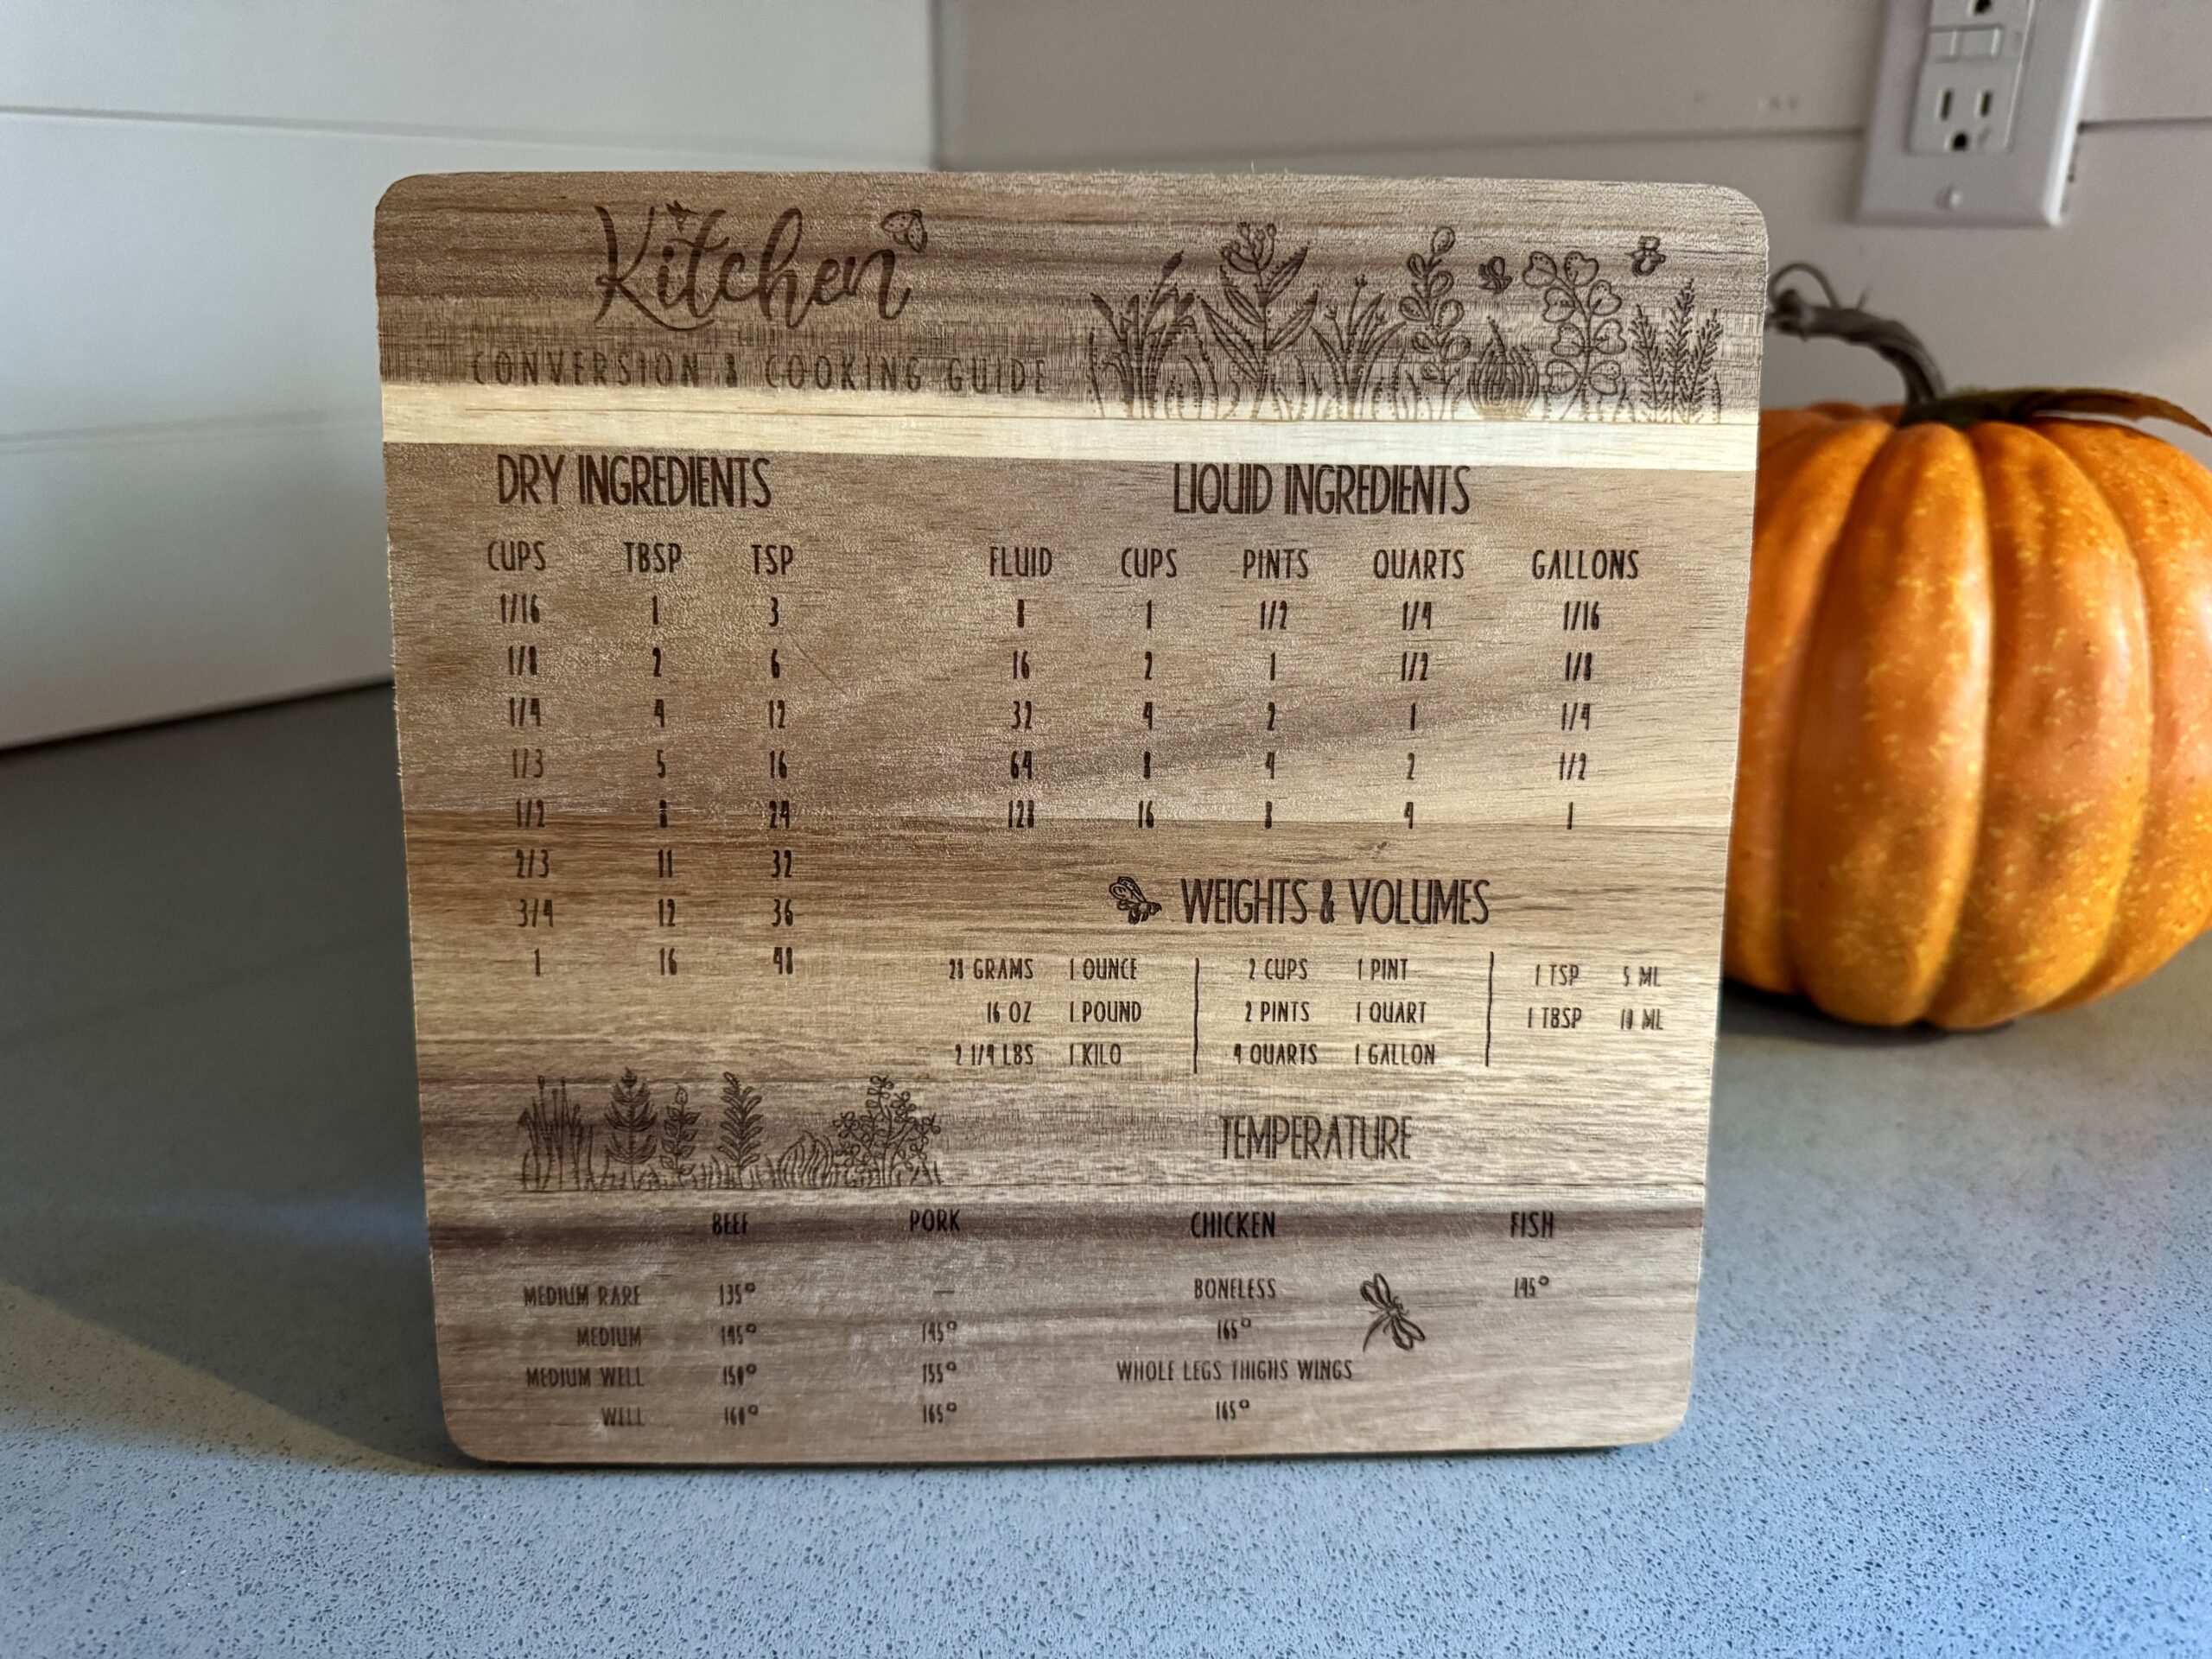 Kitchen
CONVERSION & COOKING GUIDE
DRY INGREDIENTS
CUPS TBSP TSP
1/16 1 3
1/8 2 6
1/4 4 12
1/3 5 16
1/2 8 24
2/3 11 32
3/4 12 36
1 16 48
LIQUID INGREDIENTS
FLUID CUPS PINTS QUARTS GALLONS
8 1 1/2 1/4 1/16
16 2 1 1/2 1/8
32 4 2 1 1/4
64 8 4 2 1/2
128 16 8 4 1
WEIGHTS & VOLUMES
28 GRAMS 1 OUNCE
16 OZ 1 POUND
2 1/4 LBS 1 KILO
2 CUPS 1 PINT
2 PINTS 1 QUART
4 QUARTS 1 GALLON
1 TSP 5 ML
1 TBSP 10 ML
TEMPERATURE
BEEF PORK CHICKEN FISH
MEDIUM RARE 135° — BONELESS 145°
MEDIUM 145° 145° 165°
MEDIUM WELL 150° 155° WHOLE LEGS THIGHS WINGS
WELL 160° 165° 165°